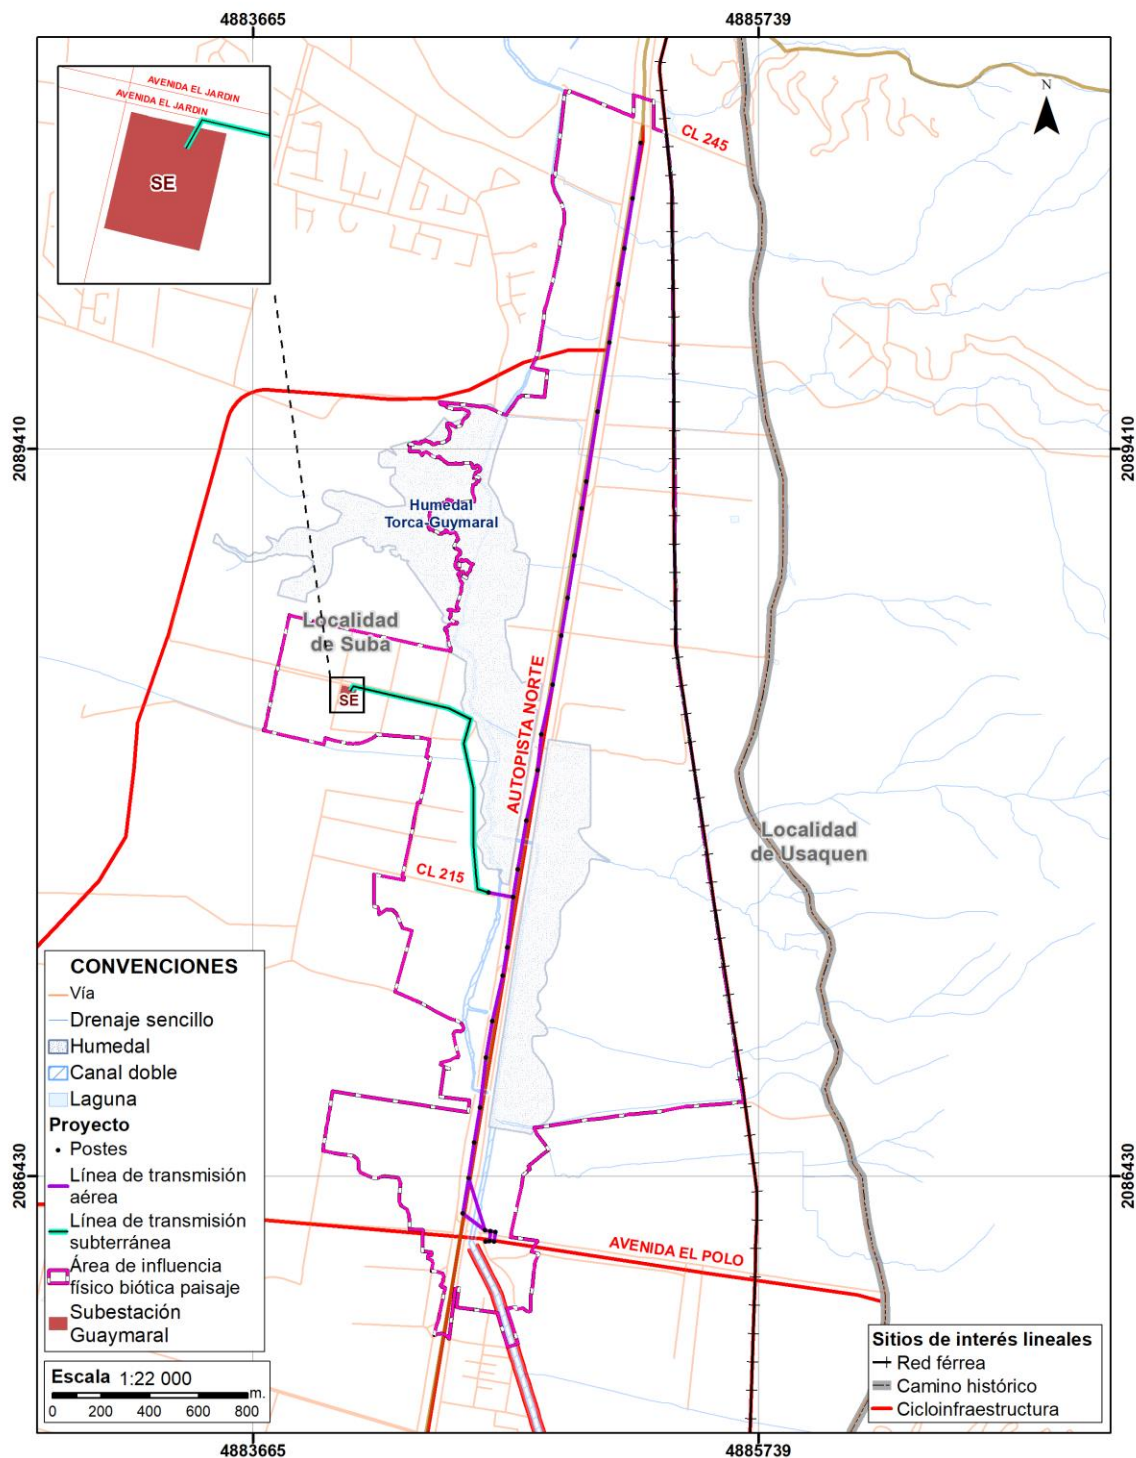 4883665
4885739
AVENIDA EL JARDIN
AVENIDA EL JARDIN
SE
N
CL 245
2089410
2089410
Humedal
Torca-Guymaral
Localidad
de Suba
SE
AUTOPISTA NORTE
Localidad
de Usaquen
CL 215
CONVENCIONES
Vía
Drenaje sencillo
Humedal
Canal doble
Laguna
Proyecto
Postes
Línea de transmisión
aérea
Línea de transmisión
subterránea
Área de influencia
físico biótica paisaje
Subestación
Guaymaral
2086430
2086430
AVENIDA EL POLO
Sitios de interés lineales
Red férrea
Camino histórico
Cicloinfraestructura
Escala 1:22 000
m.
0 200 400 600 800
4883665
4885739